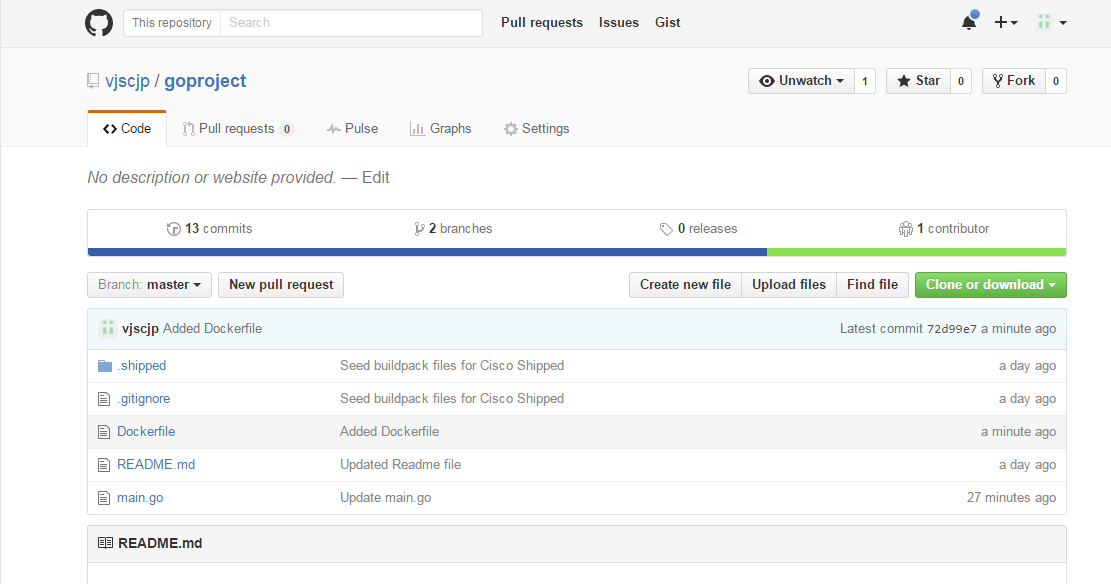 This repository Search Pull requests Issues Gist
vjscjp / goproject Unwatch 1 Star 0 Fork 0
Code Pull requests 0 Pulse Graphs Settings
No description or website provided. — Edit
13 commits 2 branches 0 releases 1 contributor
Branch: master New pull request Create new file Upload files Find file Clone or download
vjscjp Added Dockerfile Latest commit 72d99e7 a minute ago
.shipped Seed buildpack files for Cisco Shipped a day ago
.gitignore Seed buildpack files for Cisco Shipped a day ago
Dockerfile Added Dockerfile a minute ago
README.md Updated Readme file a day ago
main.go Update main.go 27 minutes ago
README.md